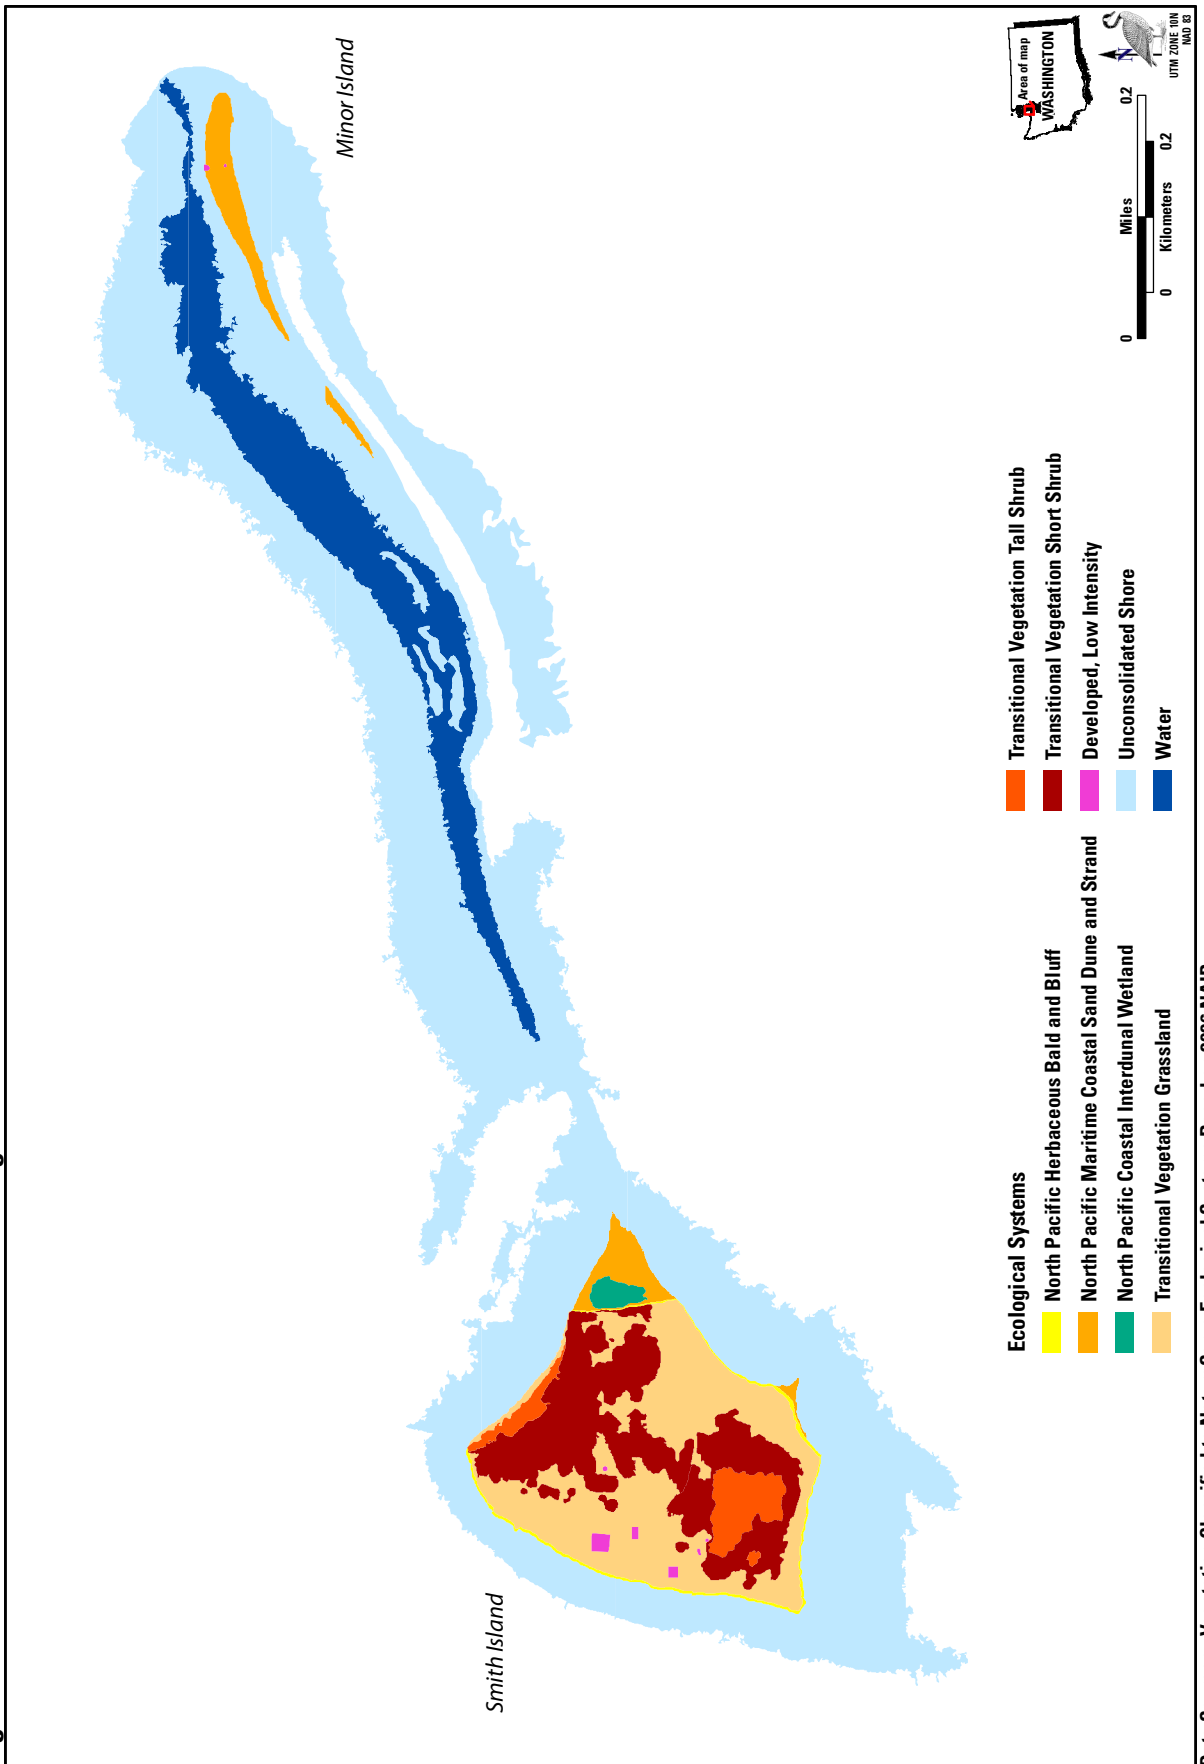 Minor Island
Smith Island
Ecological Systems
North Pacific Herbaceous Bald and Bluff
North Pacific Maritime Coastal Sand Dune and Strand
North Pacific Coastal Interdunal Wetland
Transitional Vegetation Grassland
Transitional Vegetation Tall Shrub
Transitional Vegetation Short Shrub
Developed, Low Intensity
Unconsolidated Shore
Water
0 Miles 0.2
0 Kilometers 0.2
Area of map
WASHINGTON
N
UTM ZONE 10N
NAD 83